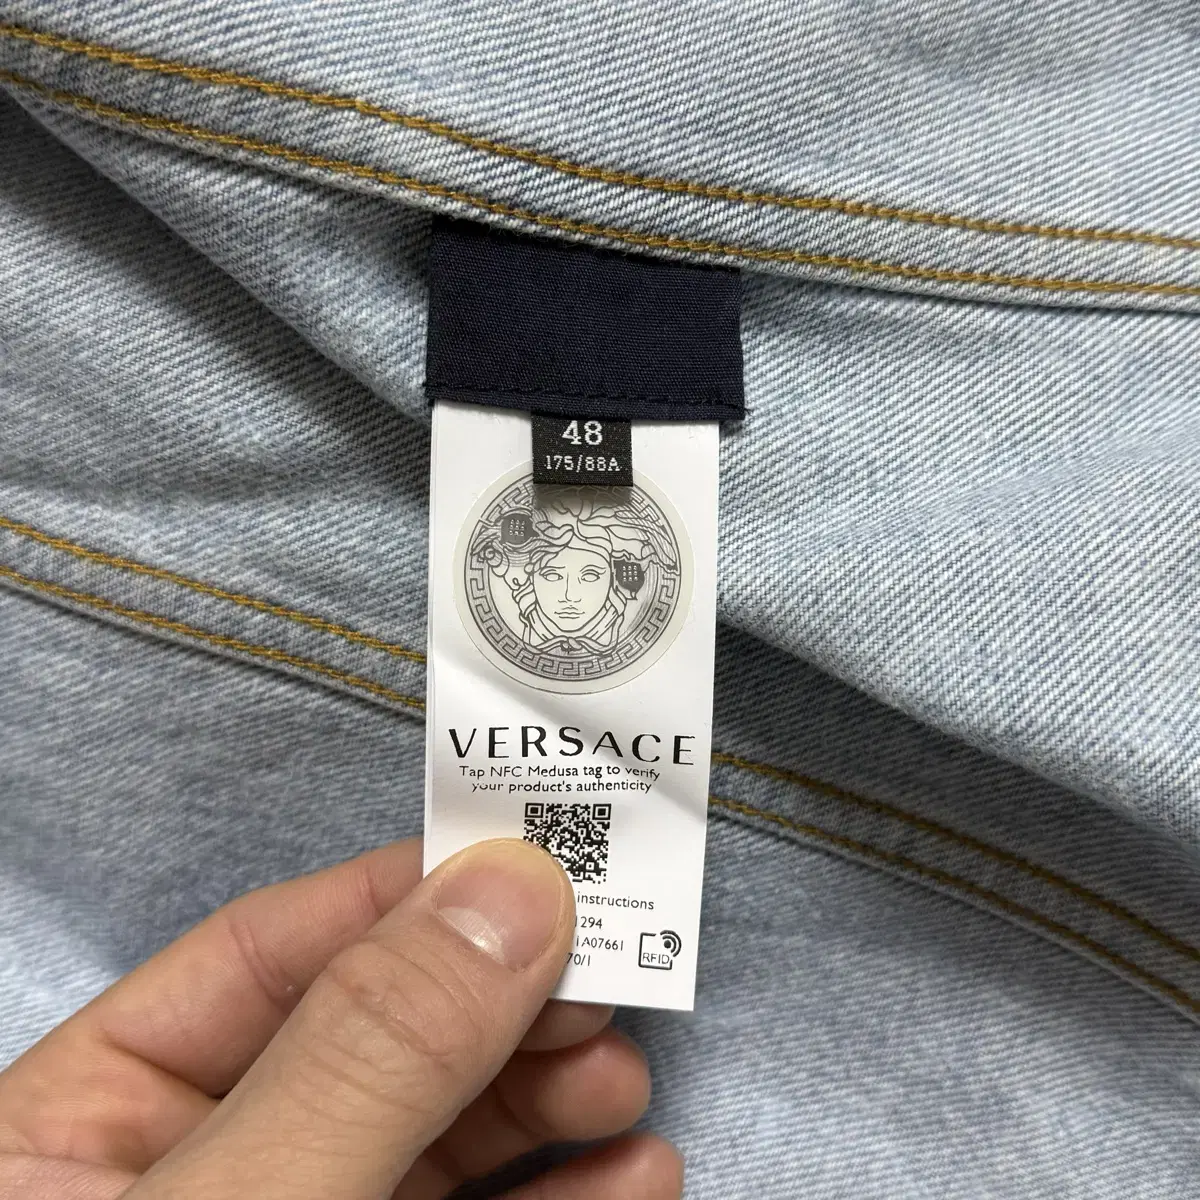 48
175/88A
VERSACE
Tap NFC Medusa tag to verify
your product's authenticity
instructions
1294
1A07661
70/1
RFID